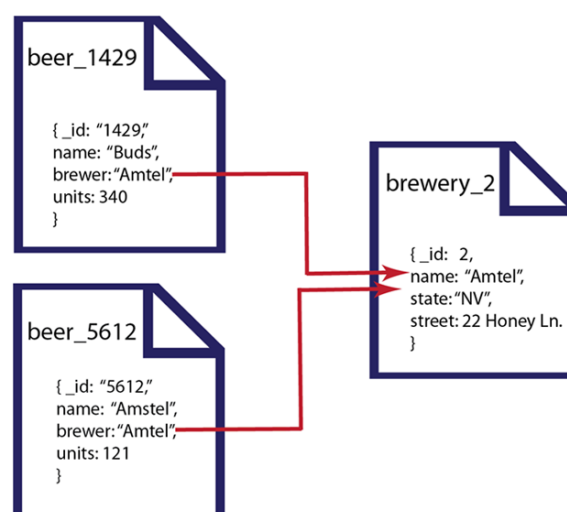 beer_1429
{ _id: “1429,”
name: “Buds”,
brewer:“Amtel”,
units: 340
}
brewery_2
{ _id:  2,
name: “Amtel”,
state:“NV”,
street: 22 Honey Ln.
}
beer_5612
{ _id: “5612,”
name: “Amstel”,
brewer:“Amtel”,
units: 121
}